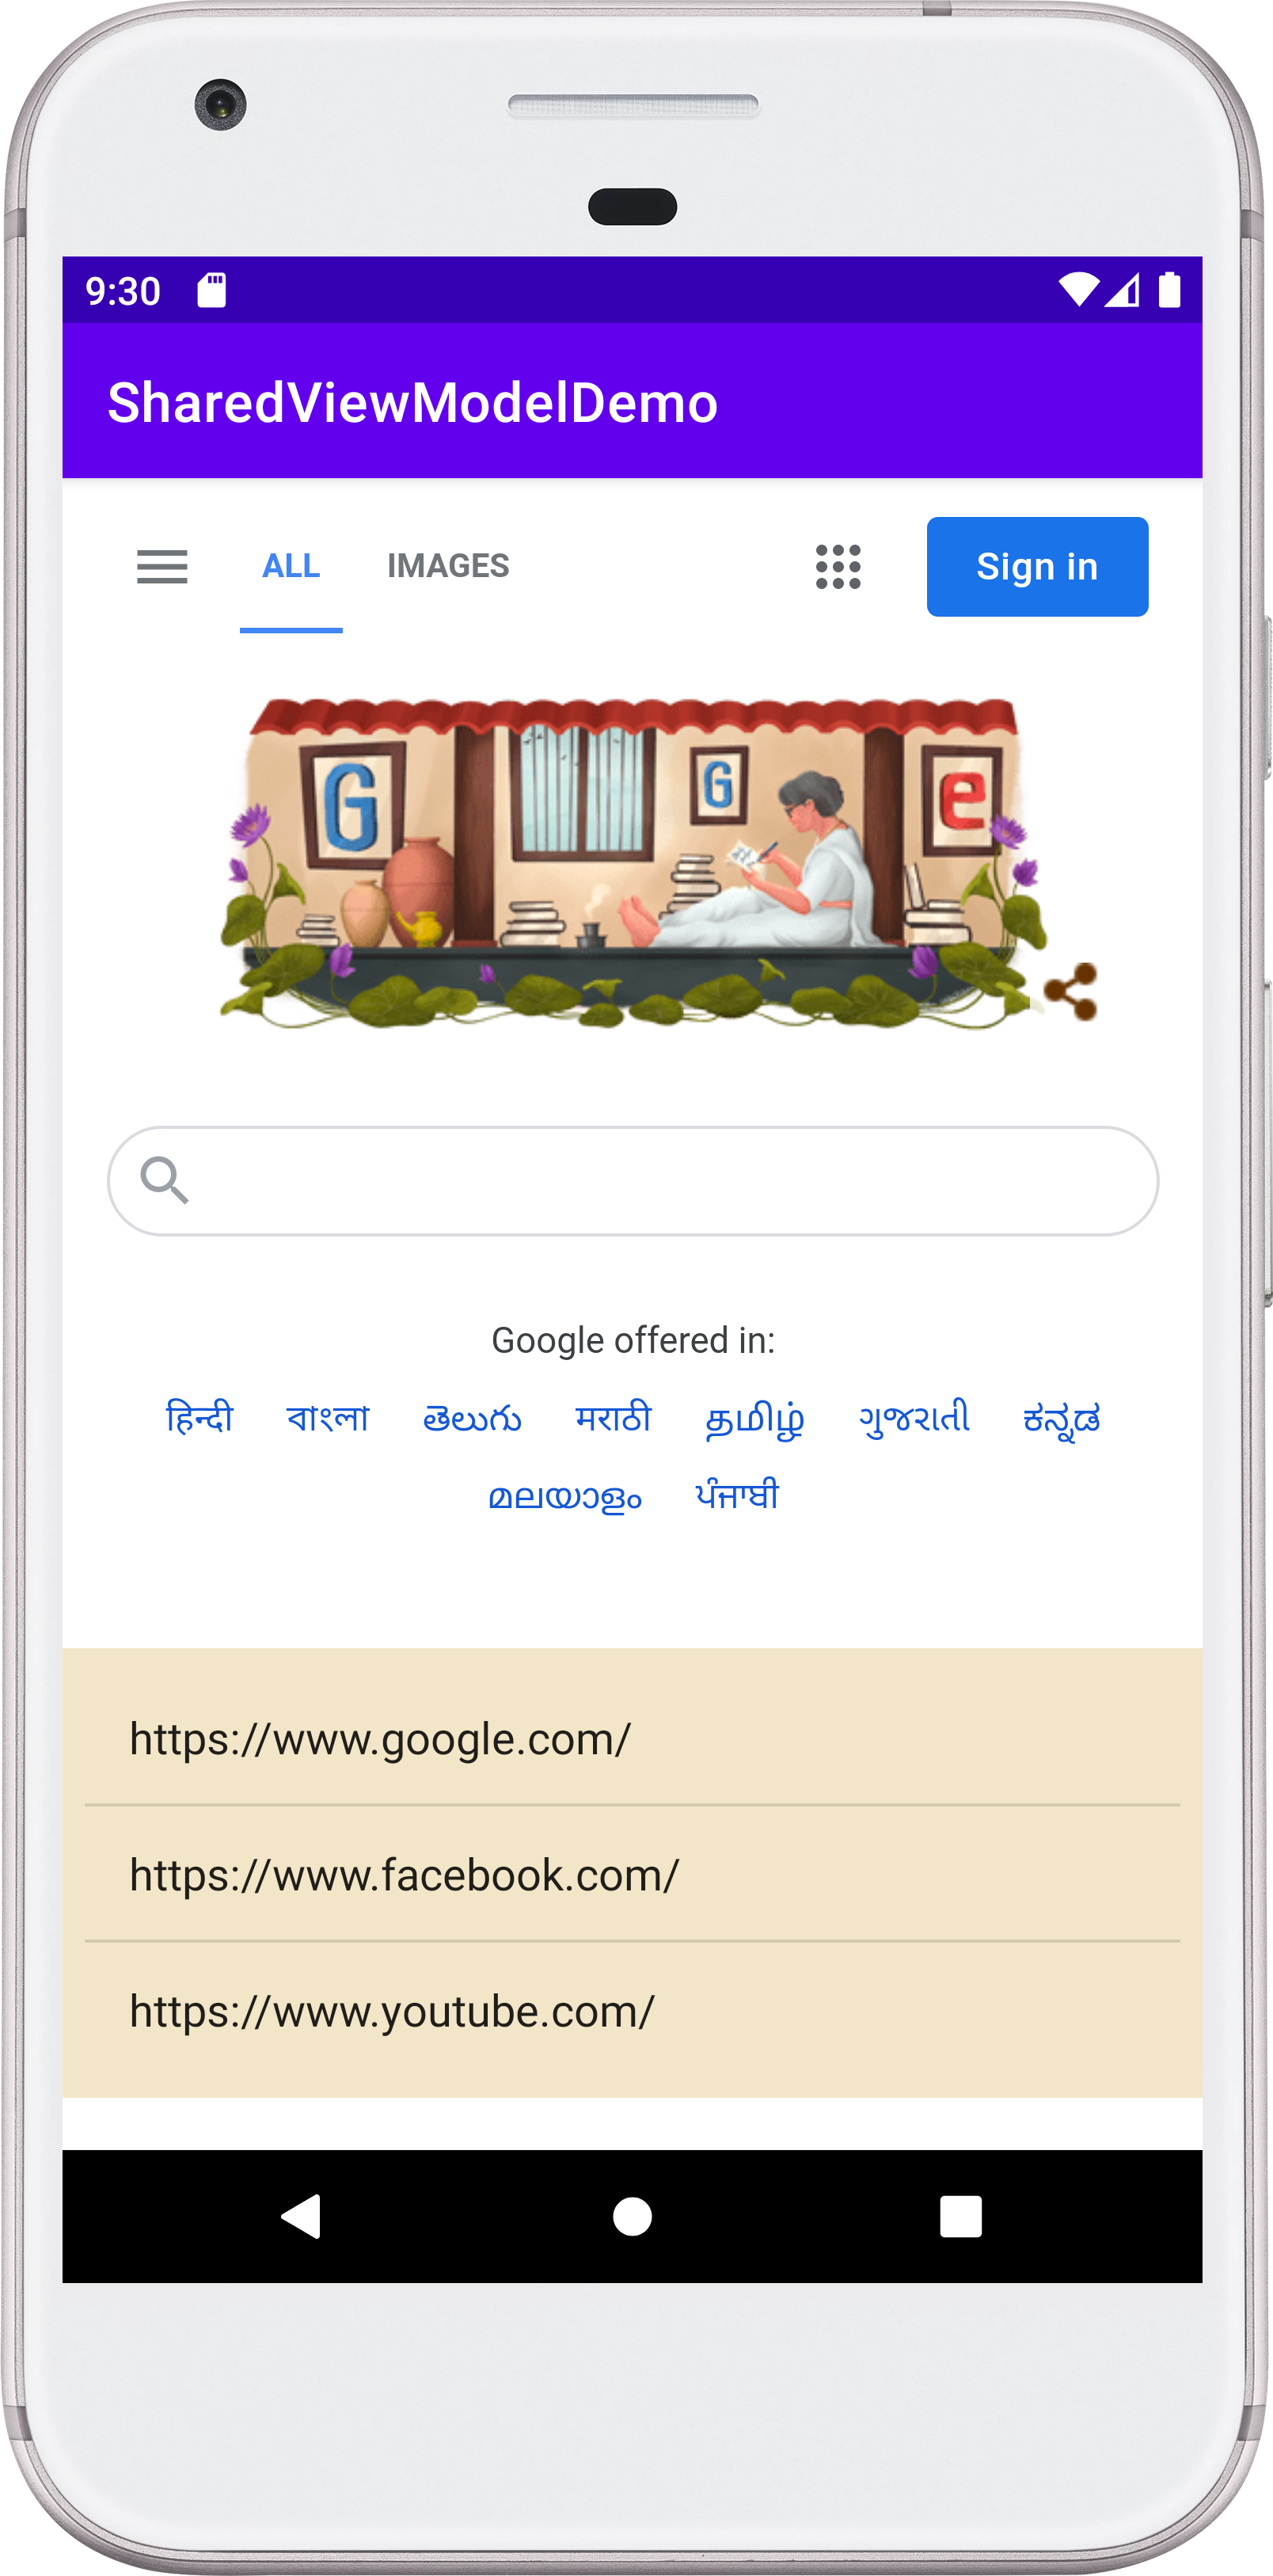 9:30
SharedViewModelDemo
ALL IMAGES Sign in
G G e
Google offered in:
हिन्दी বাংলা తెలుగు मराठी தமிழ் ગુજરાતી ಕನ್ನಡ
മലയാളം ਪੰਜਾਬੀ
https://www.google.com/
https://www.facebook.com/
https://www.youtube.com/